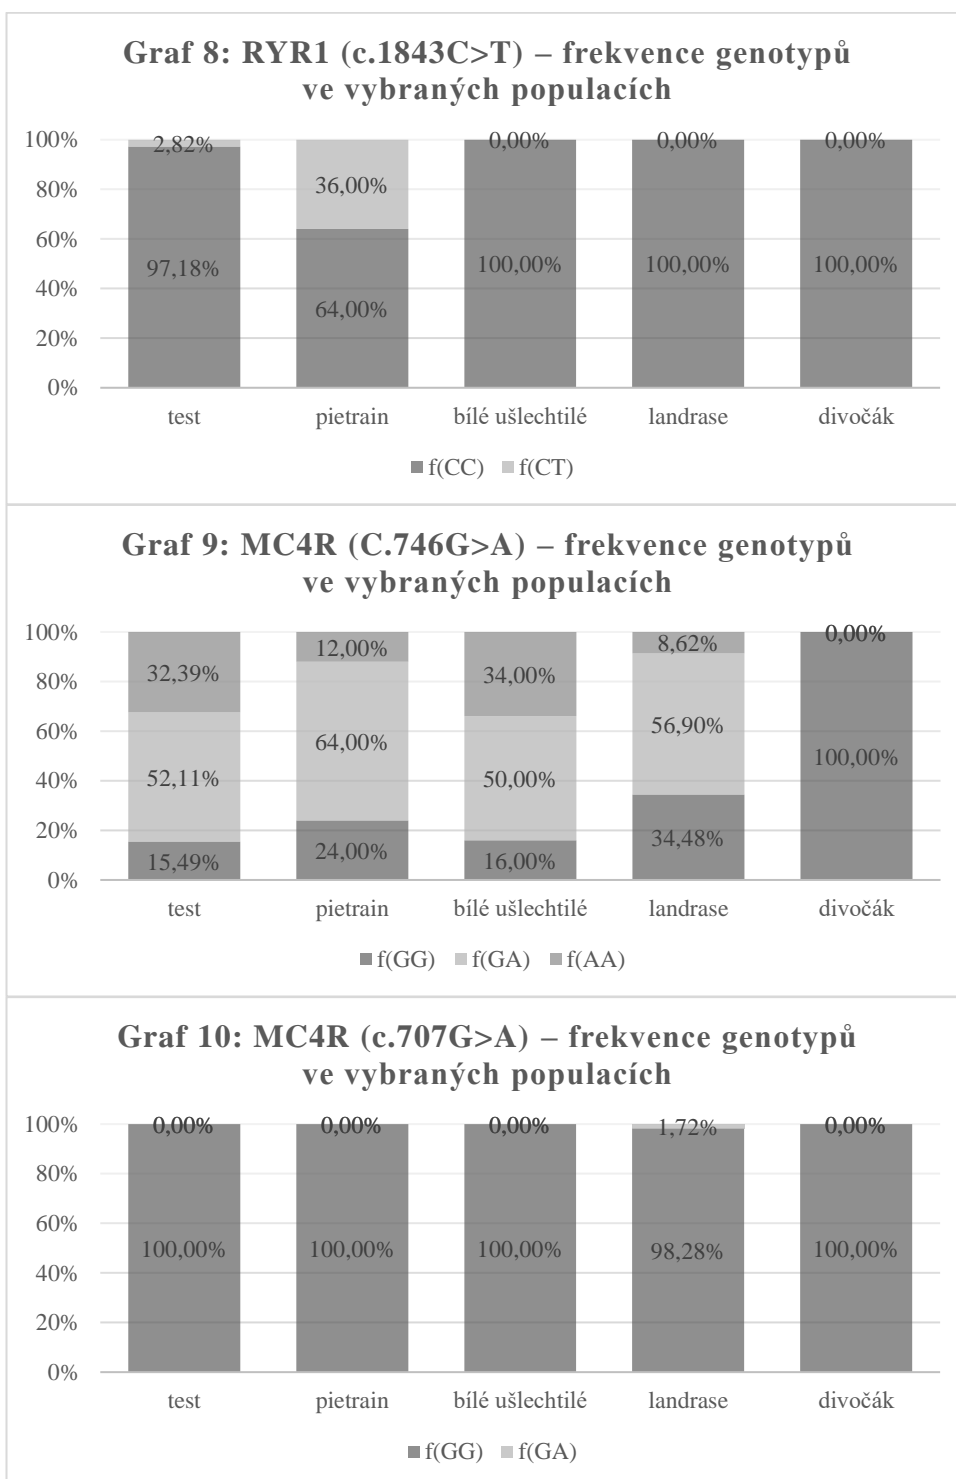 Graf 8: RYR1 (c.1843C>T) – frekvence genotypů
ve vybraných populacích
100%
80%
60%
40%
20%
0%
2,82%
36,00%
0,00%
0,00%
0,00%
97,18%
64,00%
100,00%
100,00%
100,00%
test
pietrain
bílé ušlechtilé
landrase
divočák
f(CC) f(CT)
Graf 9: MC4R (C.746G>A) – frekvence genotypů
ve vybraných populacích
100%
80%
60%
40%
20%
0%
32,39%
12,00%
34,00%
8,62%
0,00%
52,11%
64,00%
50,00%
56,90%
100,00%
15,49%
24,00%
16,00%
34,48%
test
pietrain
bílé ušlechtilé
landrase
divočák
f(GG) f(GA) f(AA)
Graf 10: MC4R (c.707G>A) – frekvence genotypů
ve vybraných populacích
100%
80%
60%
40%
20%
0%
0,00%
0,00%
0,00%
1,72%
0,00%
100,00%
100,00%
100,00%
98,28%
100,00%
test
pietrain
bílé ušlechtilé
landrase
divočák
f(GG) f(GA)